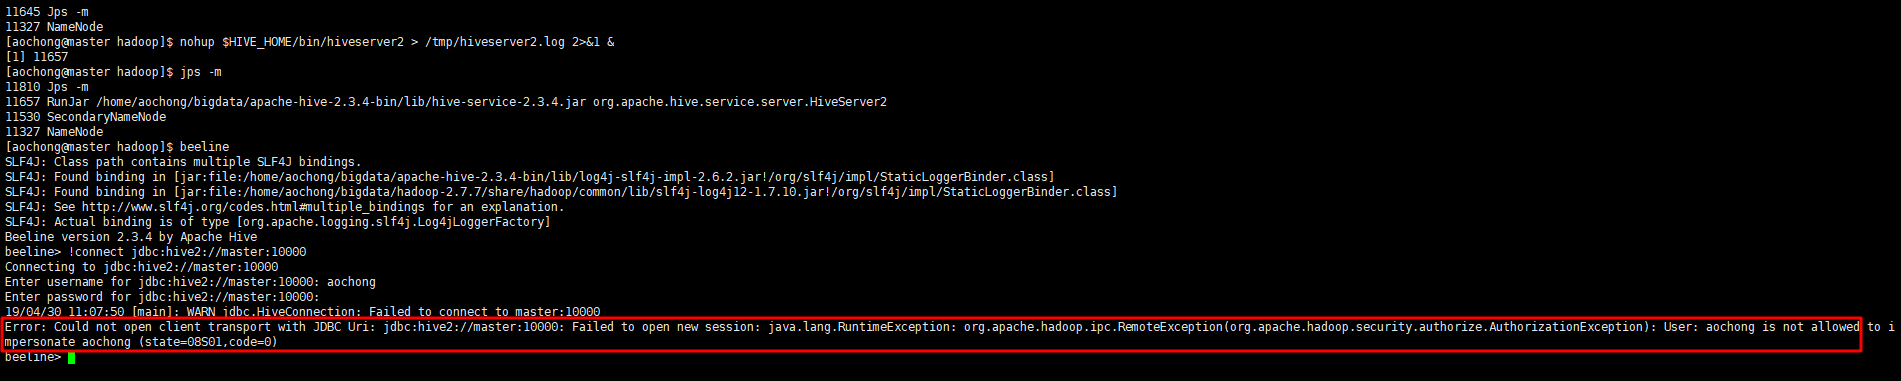 11645 Jps -m
11327 NameNode
[aochong@master hadoop]$ nohup $HIVE_HOME/bin/hiveserver2 > /tmp/hiveserver2.log 2>&1 &
[1] 11657
[aochong@master hadoop]$ jps -m
11810 Jps -m
11657 RunJar /home/aochong/bigdata/apache-hive-2.3.4-bin/lib/hive-service-2.3.4.jar org.apache.hive.service.server.HiveServer2
11530 SecondaryNameNode
11327 NameNode
[aochong@master hadoop]$ beeline
SLF4J: Class path contains multiple SLF4J bindings.
SLF4J: Found binding in [jar:file:/home/aochong/bigdata/apache-hive-2.3.4-bin/lib/log4j-slf4j-impl-2.6.2.jar!/org/slf4j/impl/StaticLoggerBinder.class]
SLF4J: Found binding in [jar:file:/home/aochong/bigdata/hadoop-2.7.7/share/hadoop/common/lib/slf4j-log4j12-1.7.10.jar!/org/slf4j/impl/StaticLoggerBinder.class]
SLF4J: See http://www.slf4j.org/codes.html#multiple_bindings for an explanation.
SLF4J: Actual binding is of type [org.apache.logging.slf4j.Log4jLoggerFactory]
Beeline version 2.3.4 by Apache Hive
beeline> !connect jdbc:hive2://master:10000
Connecting to jdbc:hive2://master:10000
Enter username for jdbc:hive2://master:10000: aochong
Enter password for jdbc:hive2://master:10000:
19/04/30 11:07:50 [main]: WARN jdbc.HiveConnection: Failed to connect to master:10000
Error: Could not open client transport with JDBC Uri: jdbc:hive2://master:10000: Failed to open new session: java.lang.RuntimeException: org.apache.hadoop.ipc.RemoteException(org.apache.hadoop.security.authorize.AuthorizationException): User: aochong is not allowed to i
mpersonate aochong (state=08S01,code=0)
beeline>